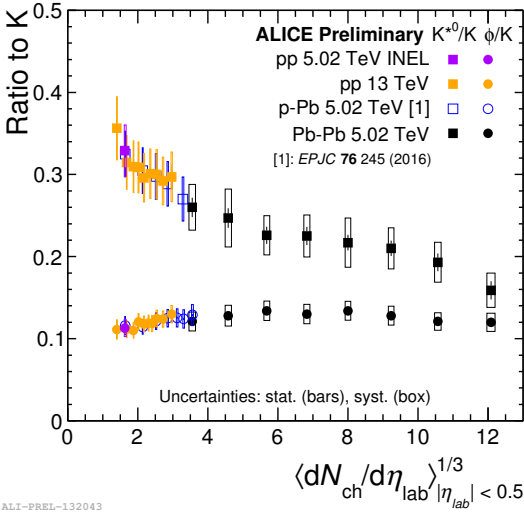 Ratio to K
0.5
0.4
0.3
0.2
0.1
0
ALICE Preliminary K*0/K ϕ/K
pp 5.02 TeV INEL
pp 13 TeV
p-Pb 5.02 TeV [1]
Pb-Pb 5.02 TeV
[1]: EPJC 76 245 (2016)
Uncertainties: stat. (bars), syst. (box)
0 2 4 6 8 10 12
⟨dNch/dηlab⟩1/3|ηlab| < 0.5
ALI-PREL-132043